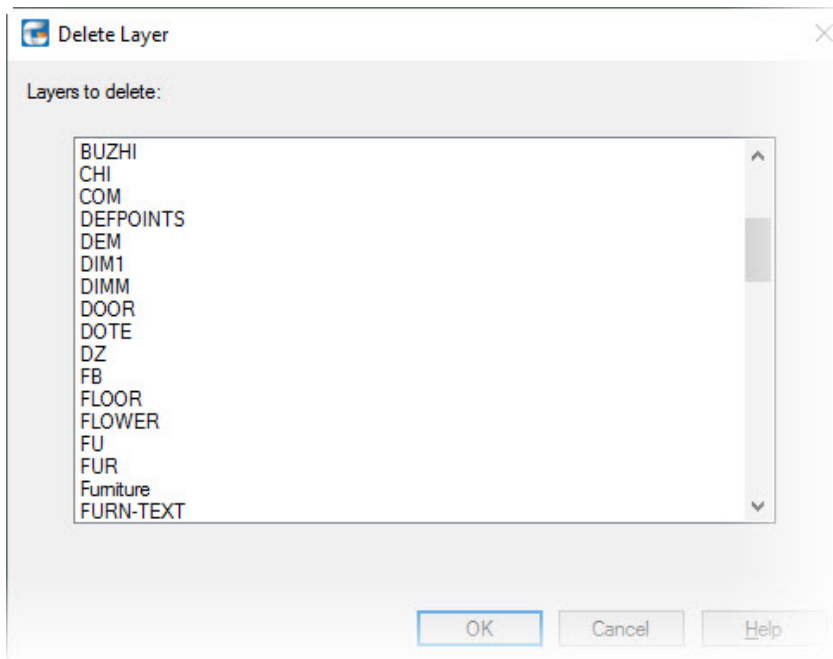 Delete Layer
Layers to delete:
BUZHI
CHI
COM
DEFPOINTS
DEM
DIM1
DIMM
DOOR
DOTE
DZ
FB
FLOOR
FLOWER
FU
FUR
Furniture
FURN-TEXT
OK Cancel Help